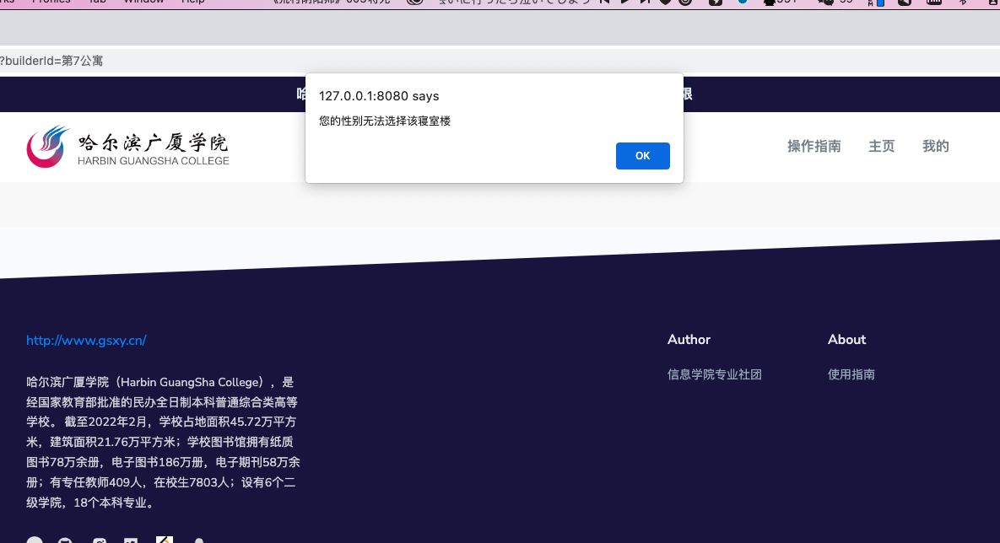 Profiles Tab Window Help
?builderId=第7公寓
哈
限
127.0.0.1:8080 says
您的性别无法选择该寝室楼
OK
哈尔滨广厦学院
HARBIN GUANGSHA COLLEGE
操作指南 主页 我的
http://www.gsxy.cn/
哈尔滨广厦学院（Harbin GuangSha College），是
经国家教育部批准的民办全日制本科普通综合类高等
学校。 截至2022年2月，学校占地面积45.72万平方
米，建筑面积21.76万平方米；学校图书馆拥有纸质
图书78万余册，电子图书186万册，电子期刊58万余
册；有专任教师409人，在校生7803人；设有6个二
级学院，18个本科专业。
Author
信息学院专业社团
About
使用指南